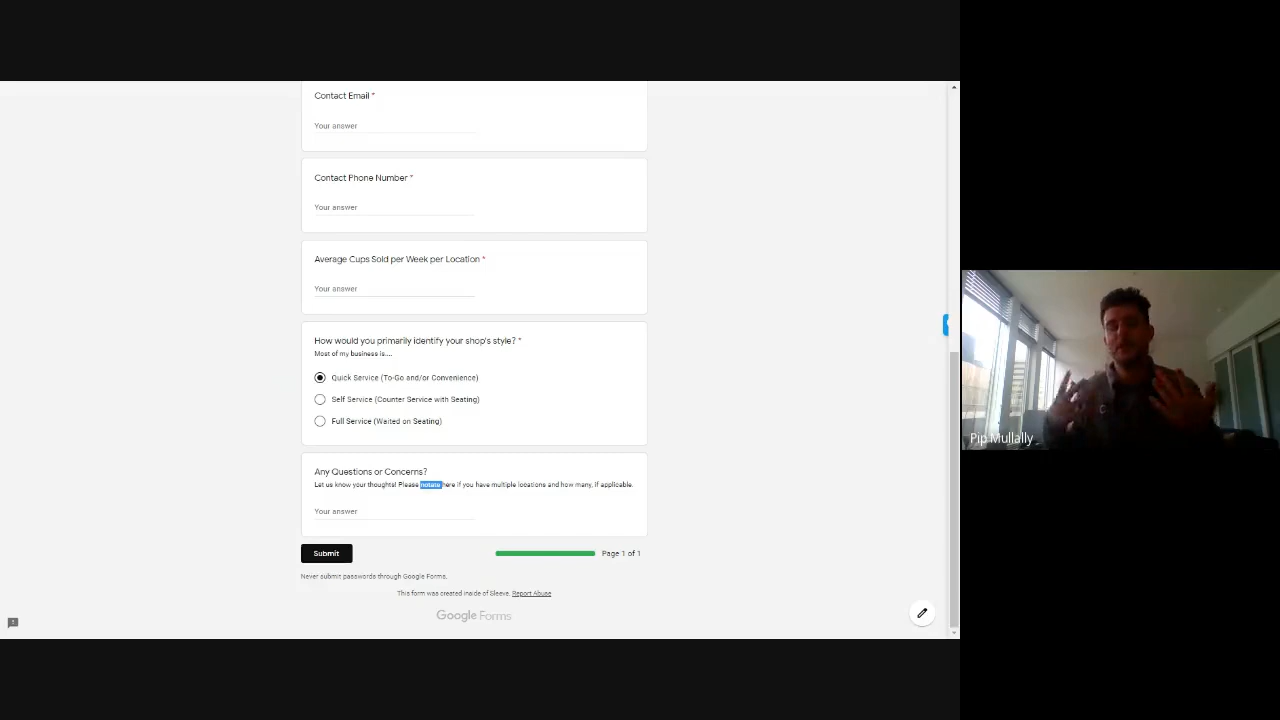 Contact Email *
Your answer
Contact Phone Number *
Your answer
Average Cups Sold per Week per Location *
Your answer
How would you primarily identify your shop's style? *
Most of my business is....
Quick Service (To-Go and/or Convenience)
Self Service (Counter Service with Seating)
Full Service (Waited on Seating)
Any Questions or Concerns?
Let us know your thoughts! Please notate here if you have multiple locations and how many, if applicable.
Your answer
Submit
Page 1 of 1
Never submit passwords through Google Forms.
This form was created inside of Sleeve. Report Abuse
Google Forms
Pip Mullally